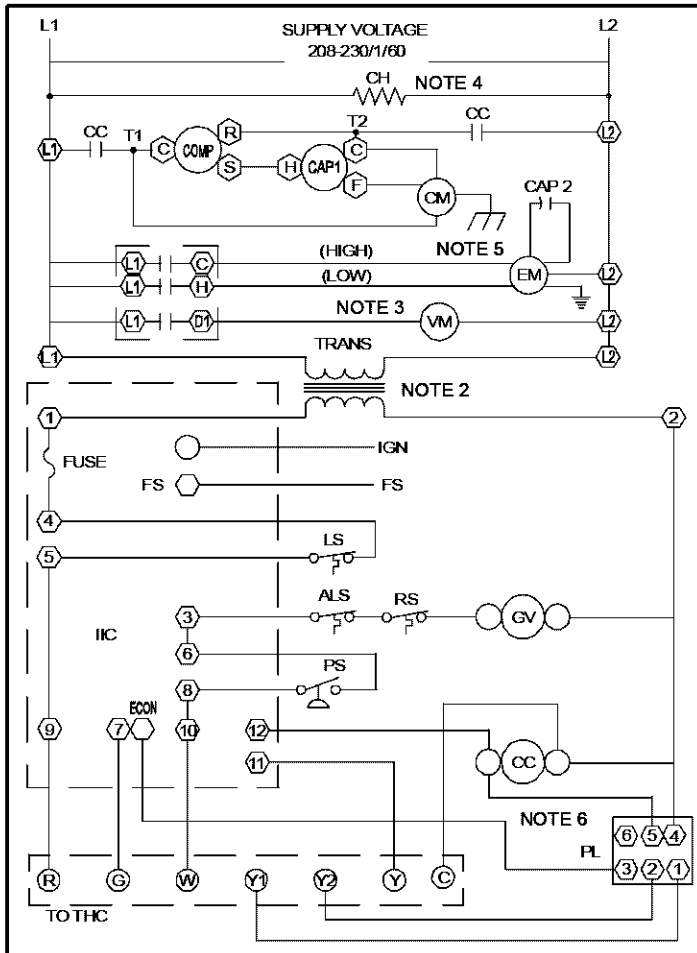 L1 SUPPLY VOLTAGE L2
208-230/1/60
CH NOTE 4
CC T1 R T2 CC
L1 C COMP C L2
S H CAP1
F CM CAP 2
(HIGH) NOTE 5
L1 C
(LOW) EM L2
L1 H
NOTE 3
L1 D1 VM L2
L1 TRANS L2
NOTE 2
1 2
IGN
FUSE
FS FS
4
LS
5
ALS RS
3 GV
IIC
6
PS
8
ECON
9 7 10 12
CC
11
NOTE 6
6 5 4
PL
3 2 1
R G W Y1 Y2 Y C
TO THC